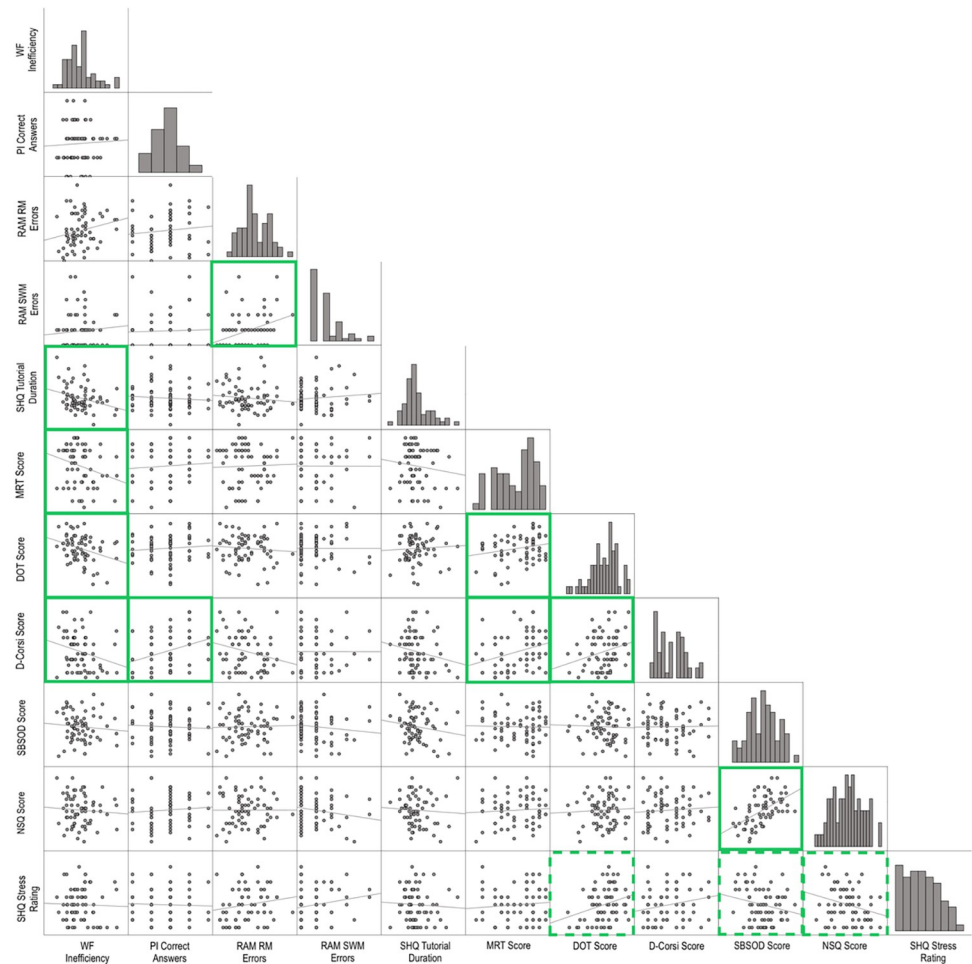 WF
Inefficiency
PI Correct
Answers
RAM RM
Errors
RAM SWM
Errors
SHQ Tutorial
Duration
MRT Score
DOT Score
D-Corsi Score
SBSOD Score
NSQ Score
SHQ Stress
Rating
WF
Inefficiency
PI Correct
Answers
RAM RM
Errors
RAM SWM
Errors
SHQ Tutorial
Duration
MRT Score
DOT Score
D-Corsi Score
SBSOD Score
NSQ Score
SHQ Stress
Rating